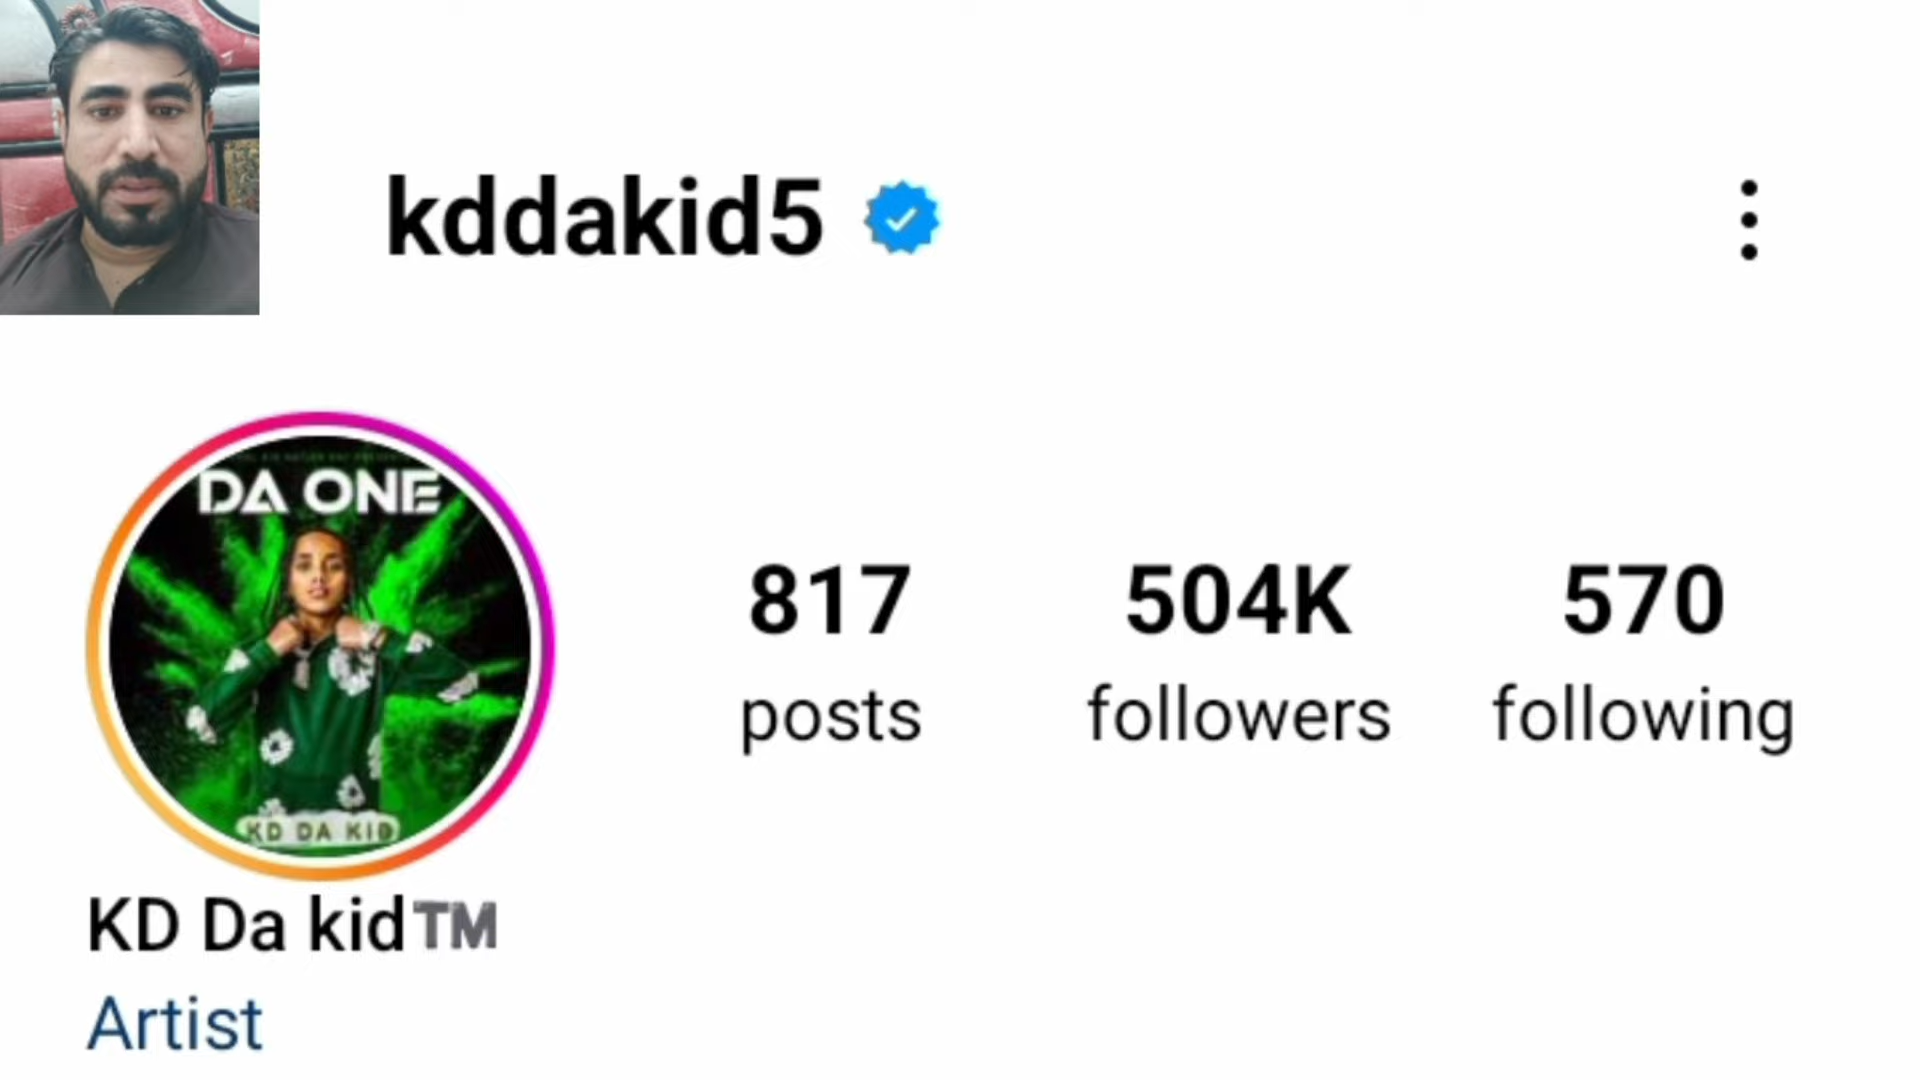 kddakid5
DA ONE
KD DA KID
817 504K 570
posts followers following
KD Da kid™
Artist